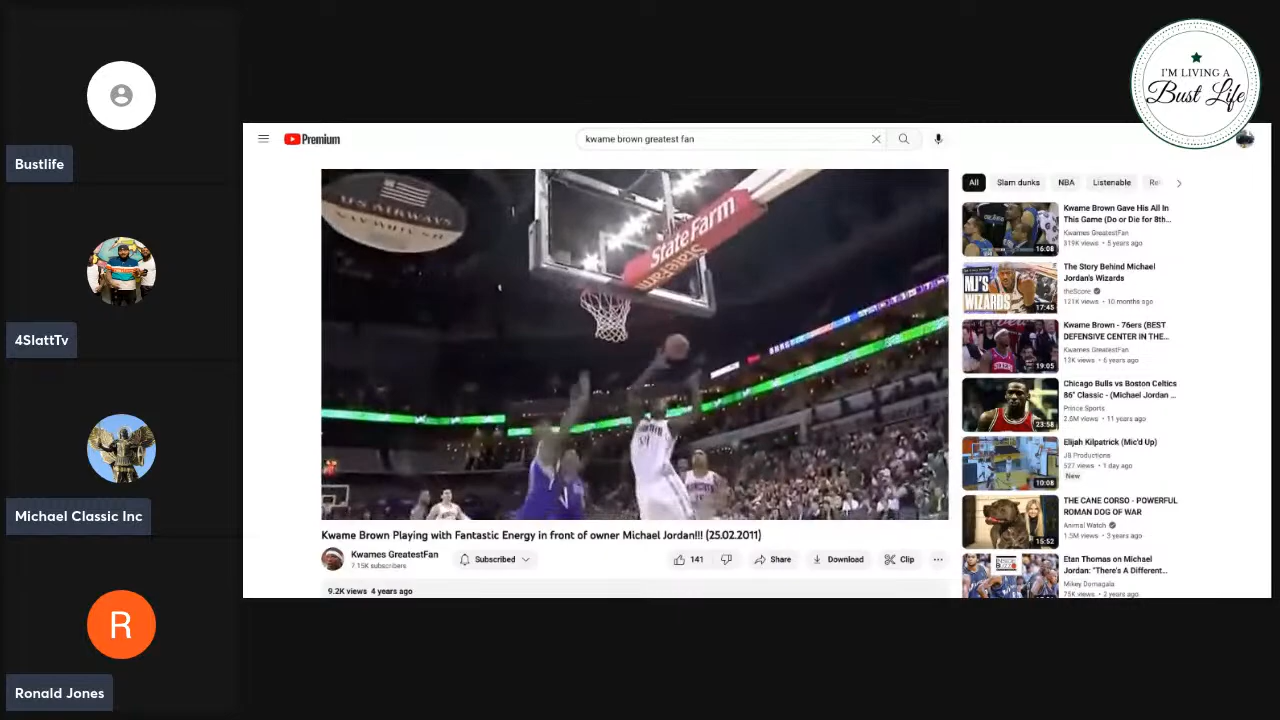 I'M LIVING A
Bust Life
Bustlife
4SlattTv
Michael Classic Inc
R
Ronald Jones
Premium
kwame brown greatest fan
StateFarm
Kwame Brown Playing with Fantastic Energy in front of owner Michael Jordan!!! (25.02.2011)
Kwames GreatestFan
7.15K subscribers
Subscribed
141
Share
Download
Clip
9.2K views 4 years ago
All
Slam dunks
NBA
Listenable
Kwame Brown Gave His All In
This Game (Do or Die for 8th...
Kwames GreatestFan
319K views • 5 years ago
16:08
The Story Behind Michael
Jordan's Wizards
theScore
121K views • 10 months ago
MJ'S
WIZARDS
17:45
Kwame Brown - 76ers (BEST
DEFENSIVE CENTER IN THE...
Kwames GreatestFan
13K views • 6 years ago
19:05
Chicago Bulls vs Boston Celtics
86" Classic - (Michael Jordan ...
Prince Sports
2.6M views • 11 years ago
23:58
Elijah Kilpatrick (Mic'd Up)
JB Productions
527 views • 1 day ago
New
10:08
THE CANE CORSO - POWERFUL
ROMAN DOG OF WAR
Animal Watch
1.5M views • 3 years ago
15:52
Etan Thomas on Michael
Jordan: "There's A Different...
Mikey Domagala
75K views • 2 years ago